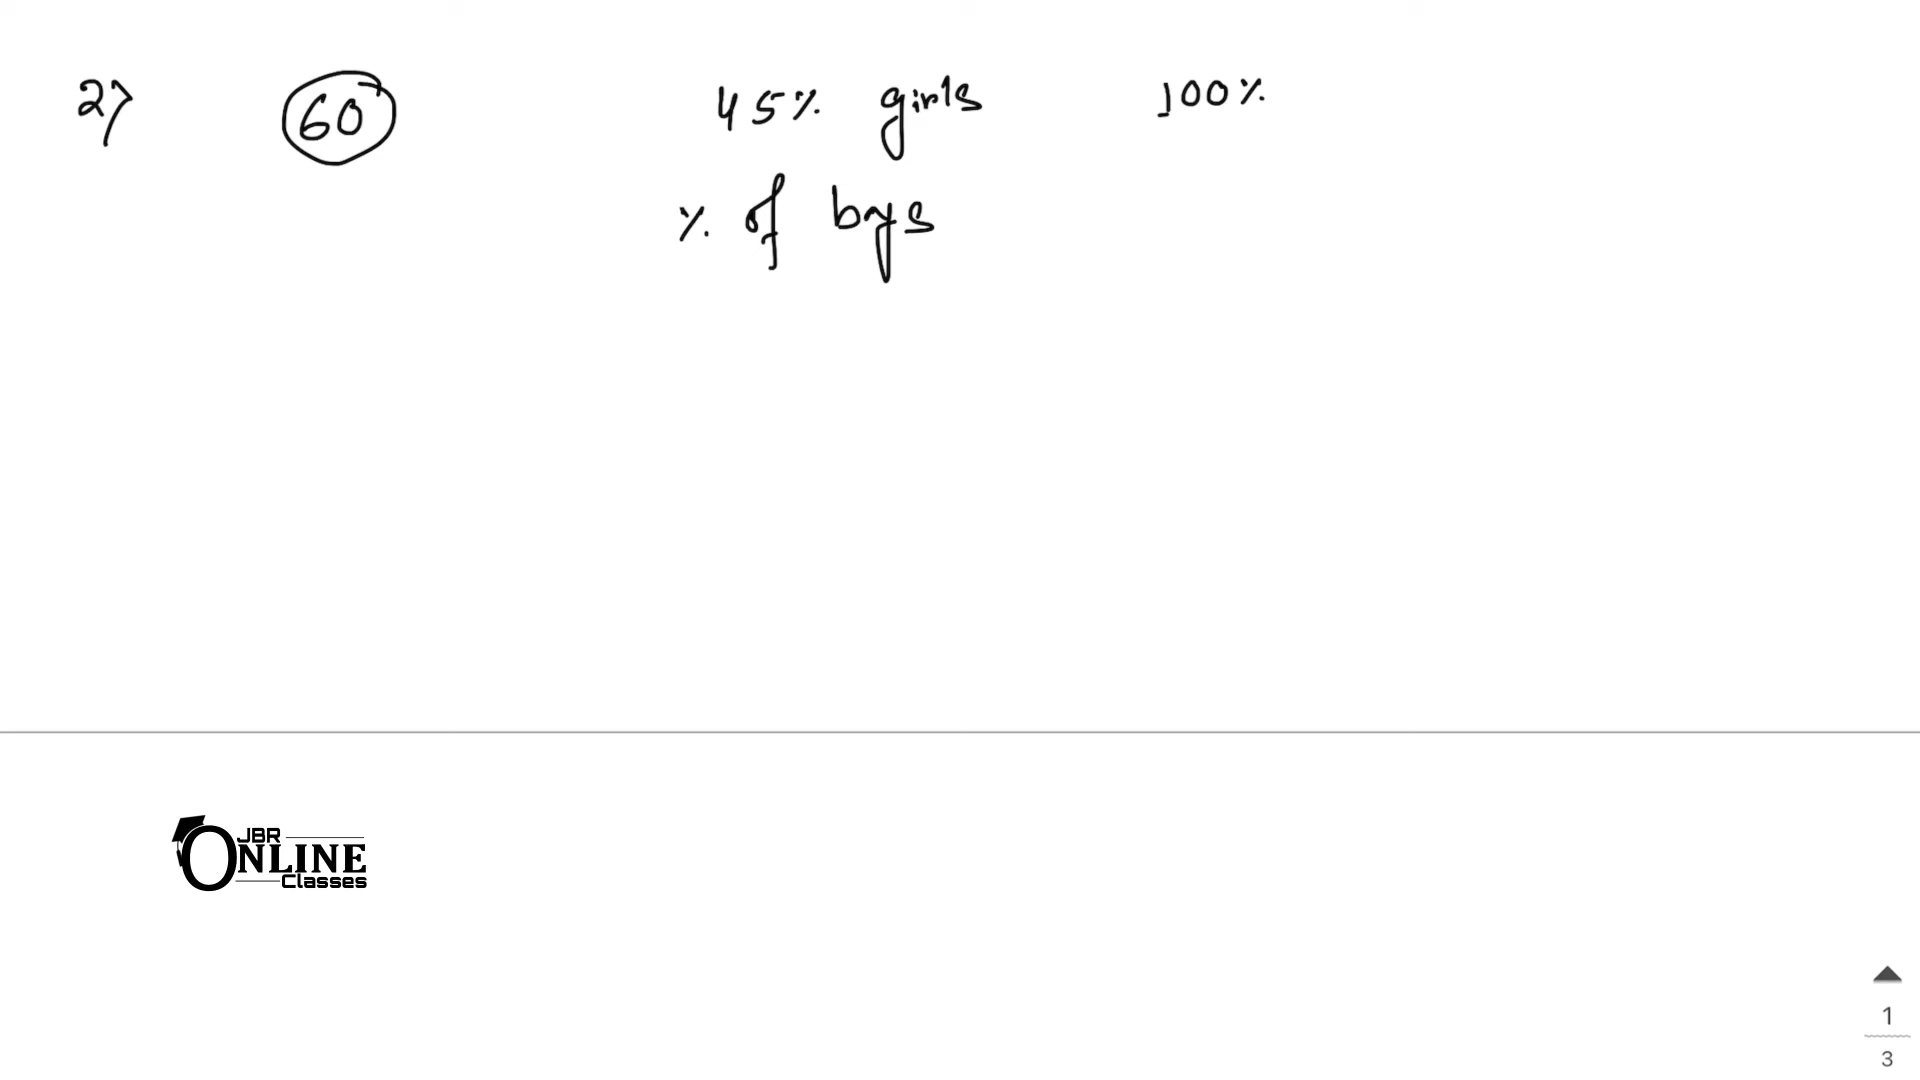 2) 60 45% girls 100%
% of boys
JBR
ONLINE
Classes
1
3